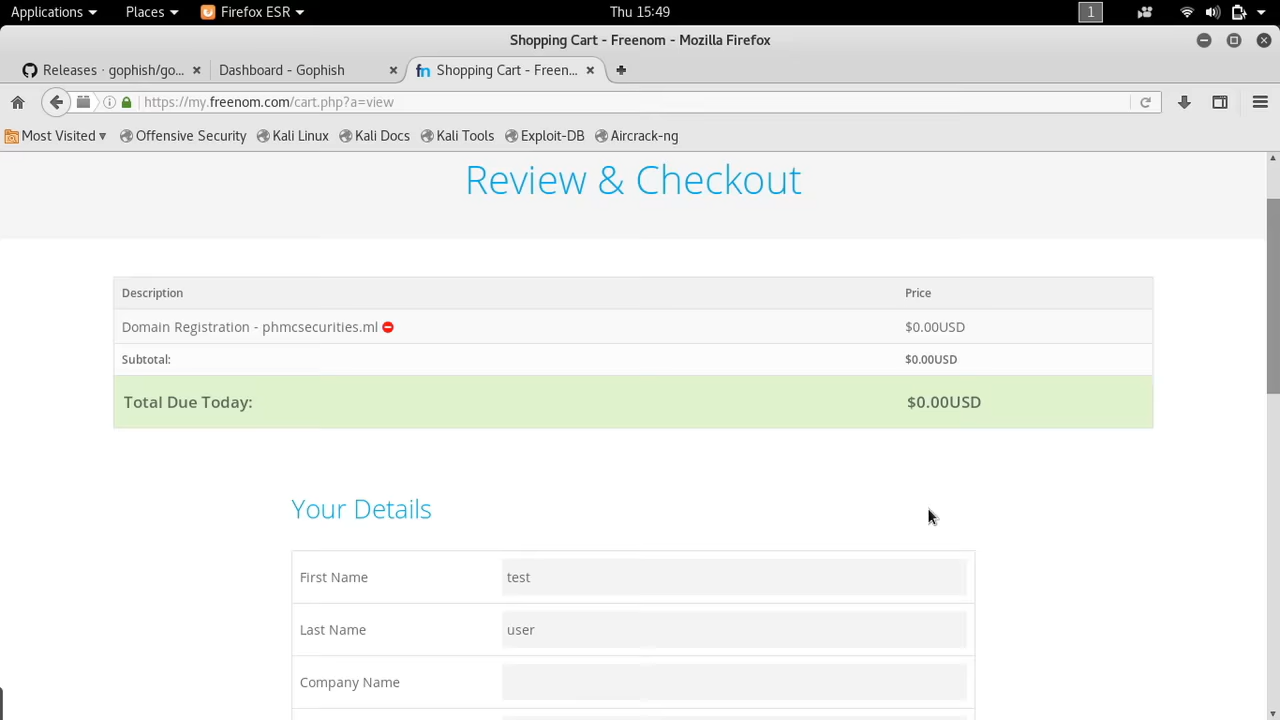 Applications Places Firefox ESR Thu 15:49 1
Shopping Cart - Freenom - Mozilla Firefox
Releases · gophish/go... Dashboard - Gophish fn Shopping Cart - Freen...
https://my.freenom.com/cart.php?a=view
Most Visited Offensive Security Kali Linux Kali Docs Kali Tools Exploit-DB Aircrack-ng
Review & Checkout
Description Price
Domain Registration - phmcsecurities.ml $0.00USD
Subtotal: $0.00USD
Total Due Today: $0.00USD
Your Details
First Name test
Last Name user
Company Name